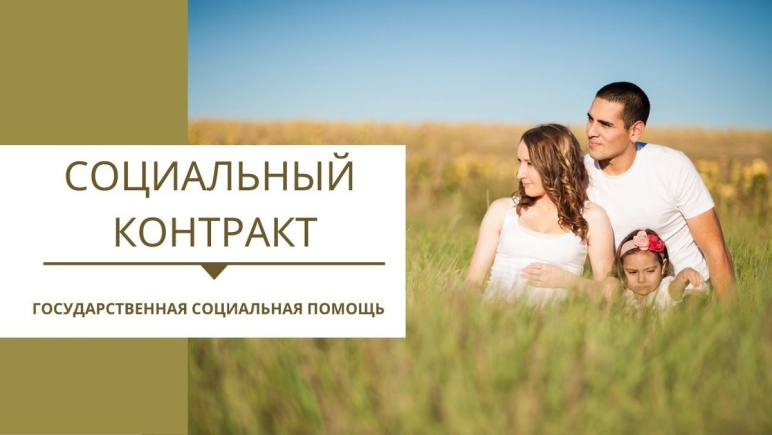 СОЦИАЛЬНЫЙ
КОНТРАКТ
ГОСУДАРСТВЕННАЯ СОЦИАЛЬНАЯ ПОМОЩЬ